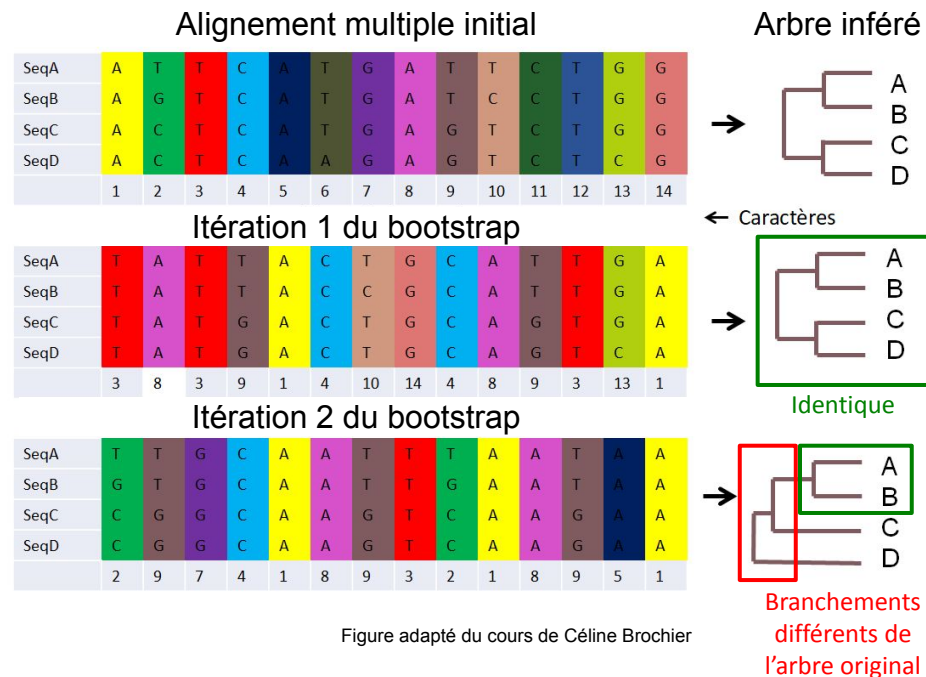 Alignement multiple initial
Arbre inféré
SeqA A T T C A T G A T T C T G G
SeqB A G T C A T G A T C C T G G
SeqC A C T C A T G A G T C T G G
SeqD A C T C A A G A G T C T C G
1 2 3 4 5 6 7 8 9 10 11 12 13 14
A
B
C
D
← Caractères
Itération 1 du bootstrap
SeqA T A T T A C T G C A T T G A
SeqB T A T T A C C G C A T T G A
SeqC T A T G A C T G C A G T G A
SeqD T A T G A C T G C A G T C A
3 8 3 9 1 4 10 14 4 8 9 3 13 1
A
B
C
D
Identique
Itération 2 du bootstrap
SeqA T T G C A A T T T A A T A A
SeqB G T G C A A T T G A A T A A
SeqC C G G C A A G T C A A G A A
SeqD C G G C A A G T C A A G A A
2 9 7 4 1 8 9 3 2 1 8 9 5 1
A
B
C
D
Branchements
différents de
l'arbre original
Figure adapté du cours de Céline Brochier